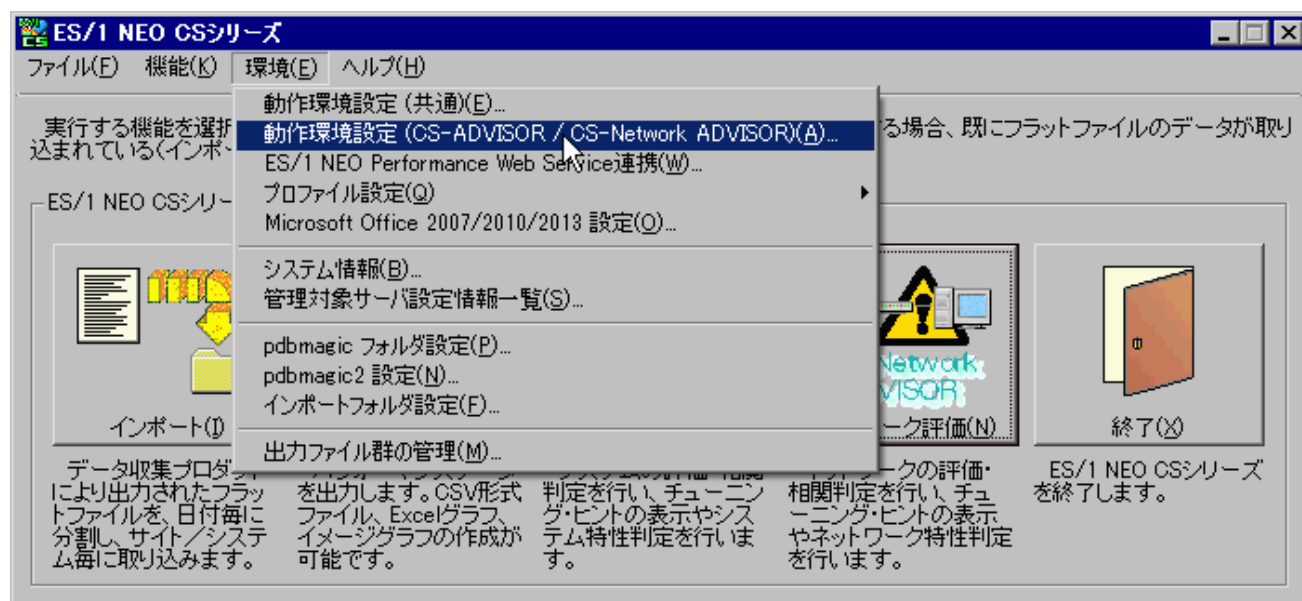 ES/1 NEO CSシリーズ
ファイル(F) 機能(K) 環境(E) ヘルプ(H)
動作環境設定 (共通)(E)...
動作環境設定 (CS-ADVISOR / CS-Network ADVISOR)(A)...
ES/1 NEO Performance Web Service連携(W)...
プロファイル設定(Q)
Microsoft Office 2007/2010/2013 設定(O)...
システム情報(B)...
管理対象サーバ設定情報一覧(S)...
pdbmagic フォルダ設定(P)...
pdbmagic2 設定(N)...
インポートフォルダ設定(F)...
出力ファイル群の管理(M)...
実行する機能を選択
る場合、既にフラットファイルのデータが取り
込まれている(インポー
ES/1 NEO CSシリー
Network
VISOR
インポート(I)
ーク評価(N)
終了(X)
データ収集プロダ
により出力されたフラッ
トファイルを、日付毎に
分割し、サイト/システ
ム毎に取り込みます。
を出力します。CSV形式
ファイル、Excelグラフ、
イメージグラフの作成が
可能です。
判定を行い、チューニン
グ・ヒントの表示やシス
テム特性判定を行いま
す。
ークの評価・
相関判定を行い、チュ
ーニング・ヒントの表示
やネットワーク特性判定
を行います。
ES/1 NEO CSシリーズ
を終了します。